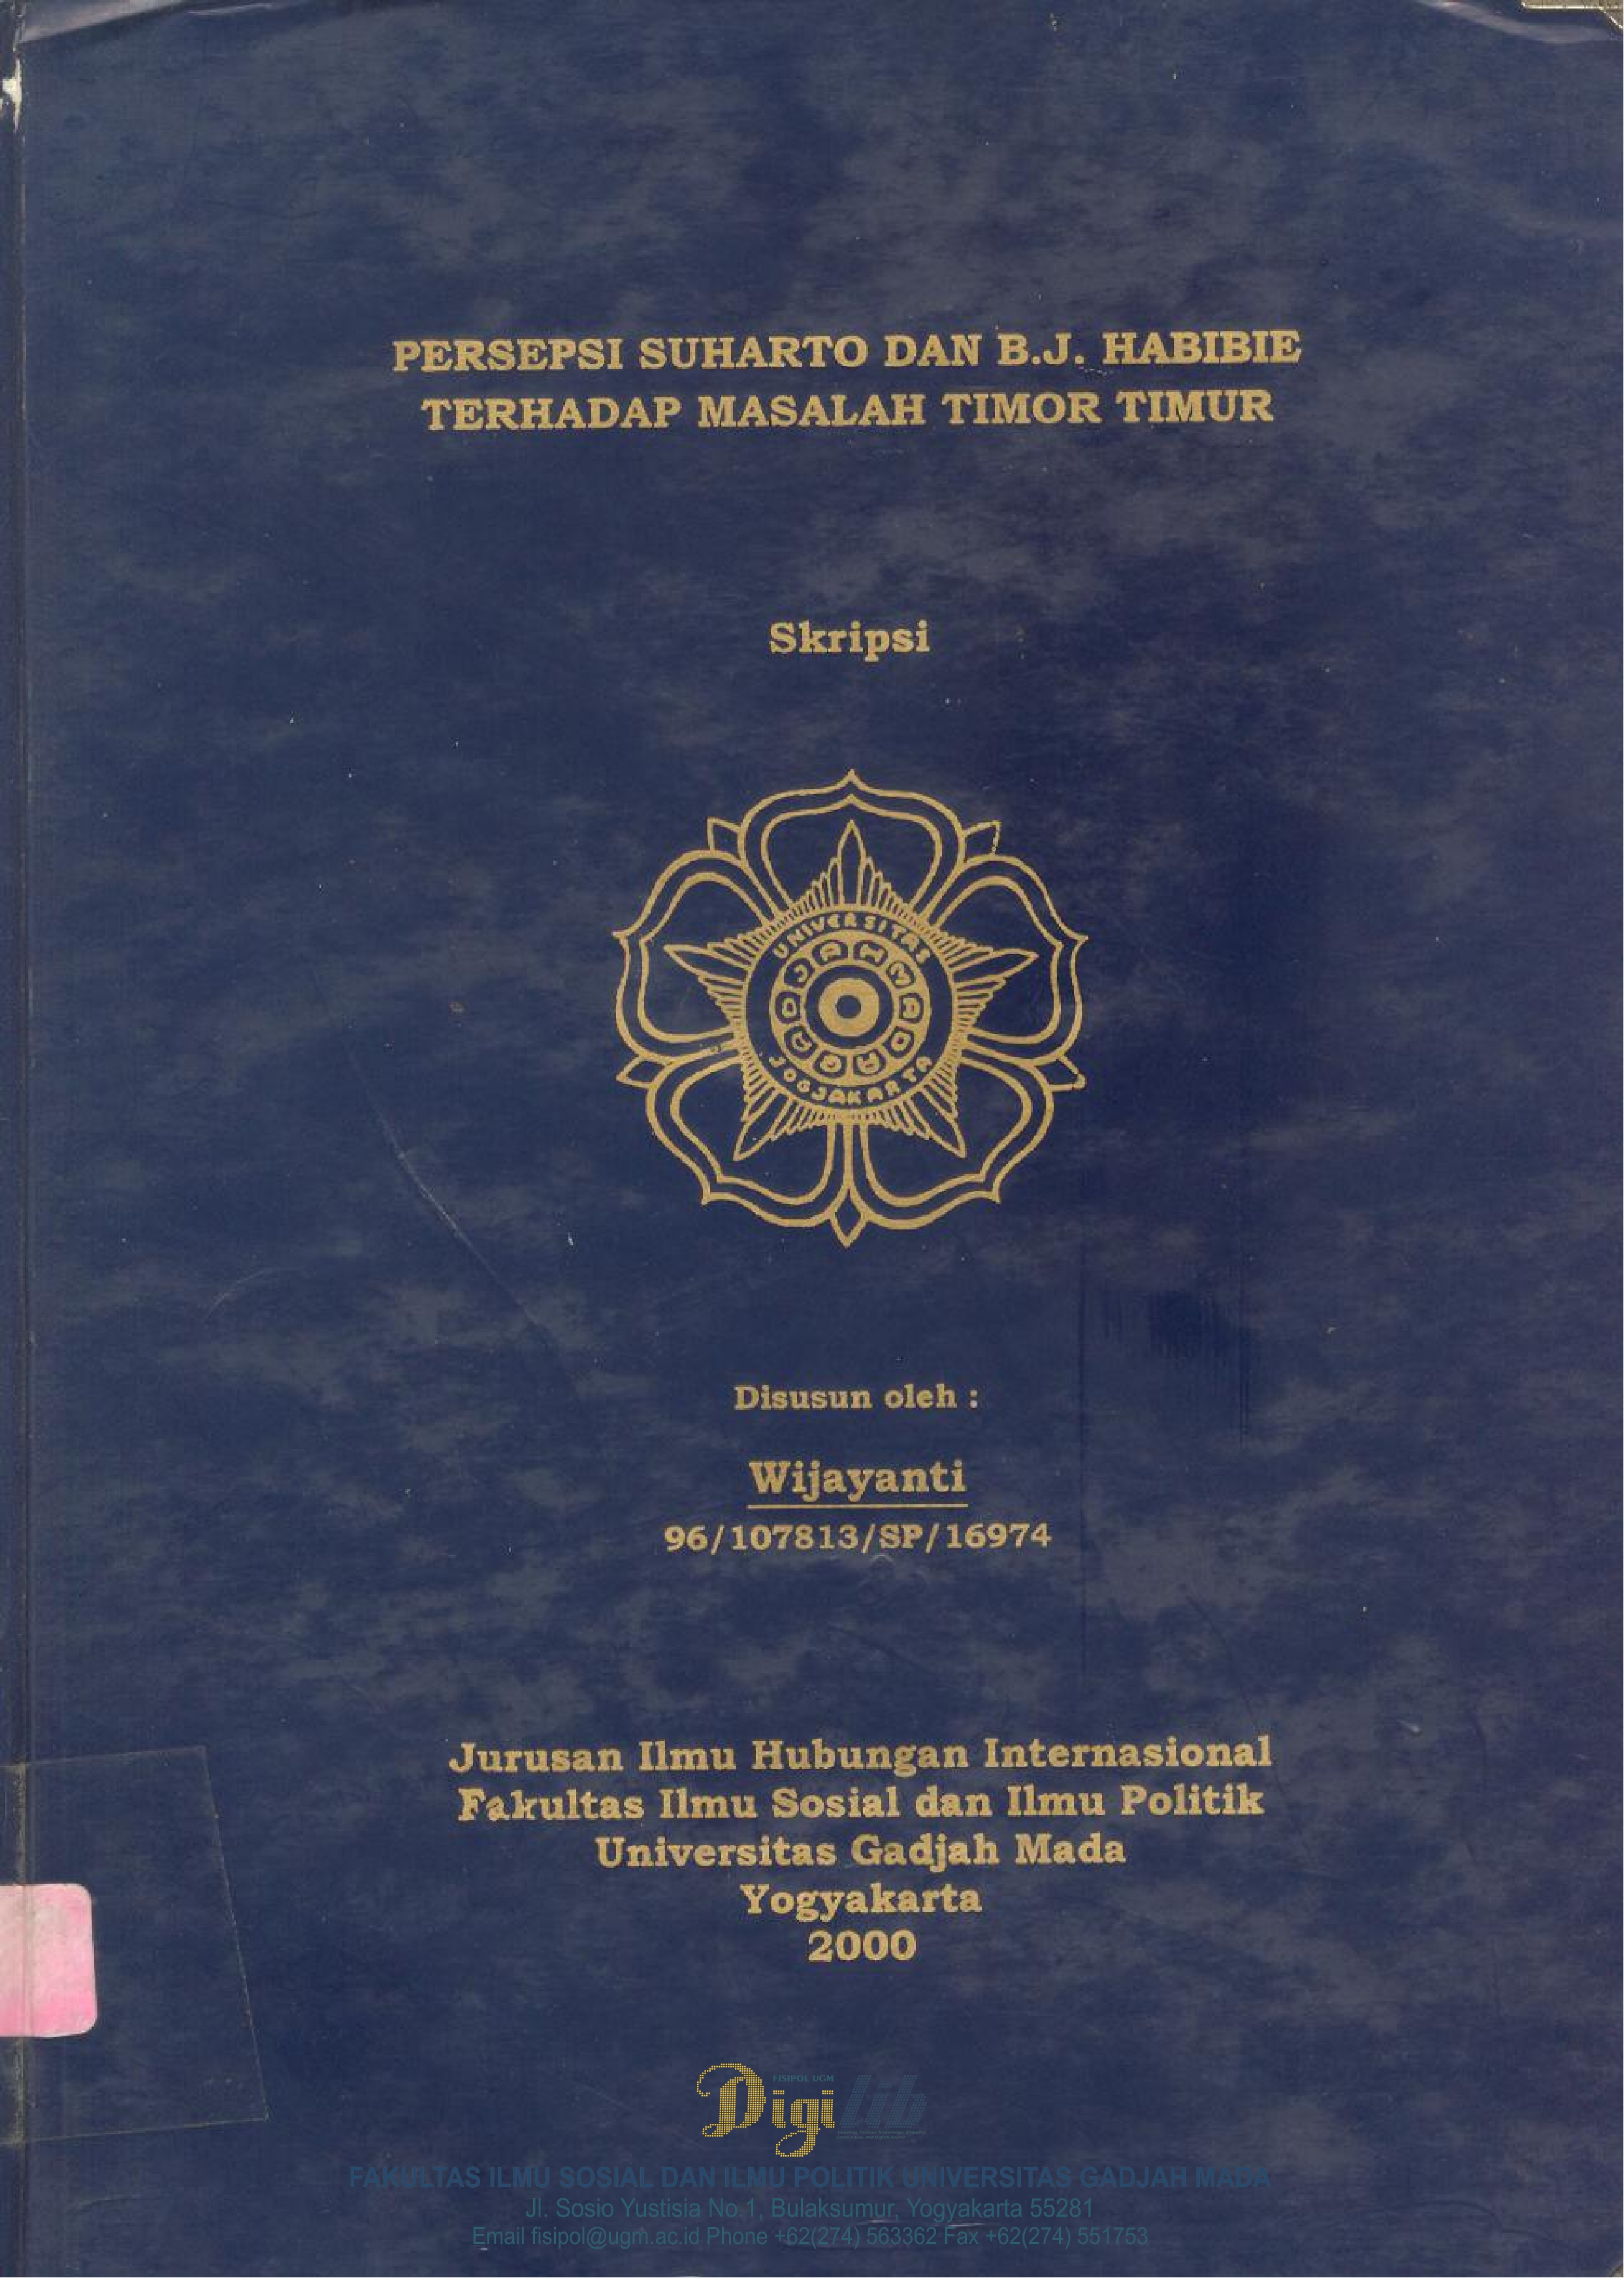 PERSEPSI SUHARTO DAN B.J. HABIBIE
TERHADAP MASALAH TIMOR TIMUR
Skripsi
UNIVERSITAS
GADJAH MADA
JOGJAKARTA
Disusun oleh :
Wijayanti
96/107813/SP/16974
Jurusan Ilmu Hubungan Internasional
Fakultas Ilmu Sosial dan Ilmu Politik
Universitas Gadjah Mada
Yogyakarta
2000
FISIPOL UGM
Digilib
FAKULTAS ILMU SOSIAL DAN ILMU POLITIK UNIVERSITAS GADJAH MADA
Jl. Sosio Yustisia No.1, Bulaksumur, Yogyakarta 55281
Email fisipol@ugm.ac.id Phone +62(274) 563362 Fax +62(274) 551753